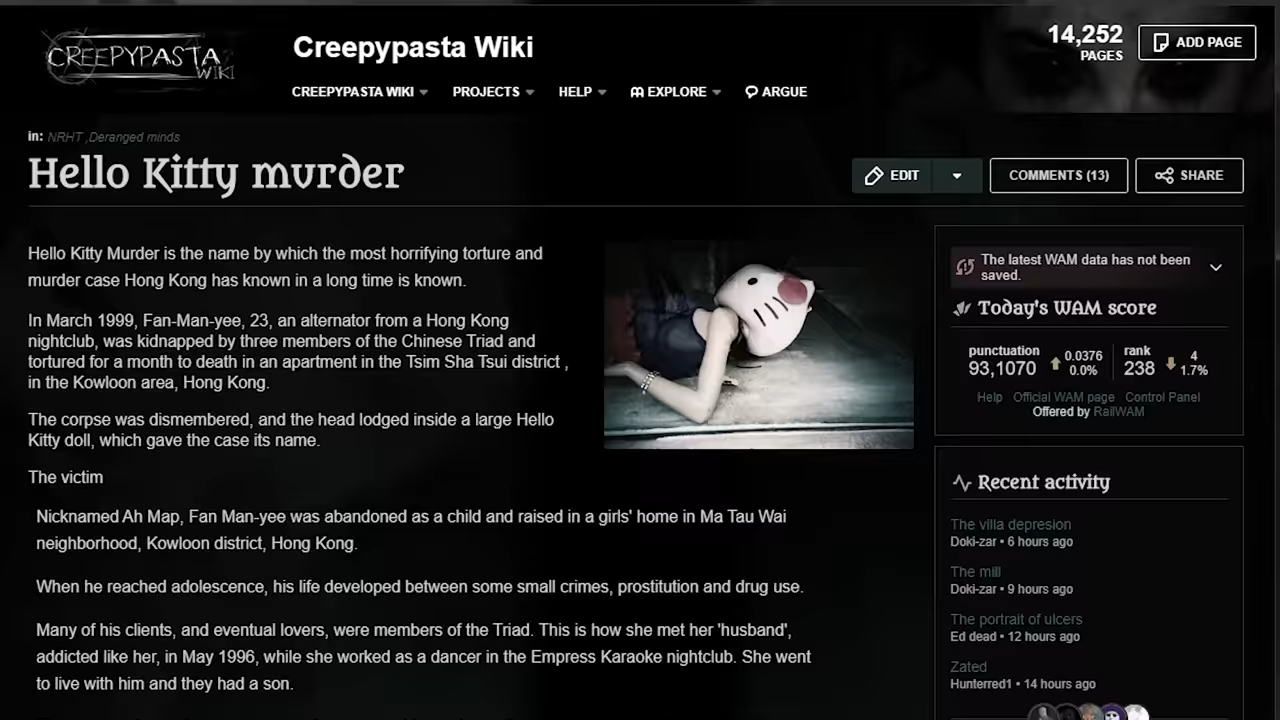 CREEPYPASTA
WIKI
Creepypasta Wiki
14,252
PAGES
ADD PAGE
CREEPYPASTA WIKI
PROJECTS
HELP
EXPLORE
ARGUE
in: NRHT ,Deranged minds
Hello Kitty murder
EDIT
COMMENTS (13)
SHARE
Hello Kitty Murder is the name by which the most horrifying torture and
murder case Hong Kong has known in a long time is known.
In March 1999, Fan-Man-yee, 23, an alternator from a Hong Kong
nightclub, was kidnapped by three members of the Chinese Triad and
tortured for a month to death in an apartment in the Tsim Sha Tsui district ,
in the Kowloon area, Hong Kong.
The corpse was dismembered, and the head lodged inside a large Hello
Kitty doll, which gave the case its name.
The victim
Nicknamed Ah Map, Fan Man-yee was abandoned as a child and raised in a girls' home in Ma Tau Wai
neighborhood, Kowloon district, Hong Kong.
When he reached adolescence, his life developed between some small crimes, prostitution and drug use.
Many of his clients, and eventual lovers, were members of the Triad. This is how she met her 'husband',
addicted like her, in May 1996, while she worked as a dancer in the Empress Karaoke nightclub. She went
to live with him and they had a son.
The latest WAM data has not been
saved.
Today's WAM score
punctuation
93,1070
0.0376
0.0%
rank
238
4
1.7%
Help Official WAM page Control Panel
Offered by RailWAM
Recent activity
The villa depresion
Doki-zar • 6 hours ago
The mill
Doki-zar • 9 hours ago
The portrait of ulcers
Ed dead • 12 hours ago
Zated
Hunterred1 • 14 hours ago